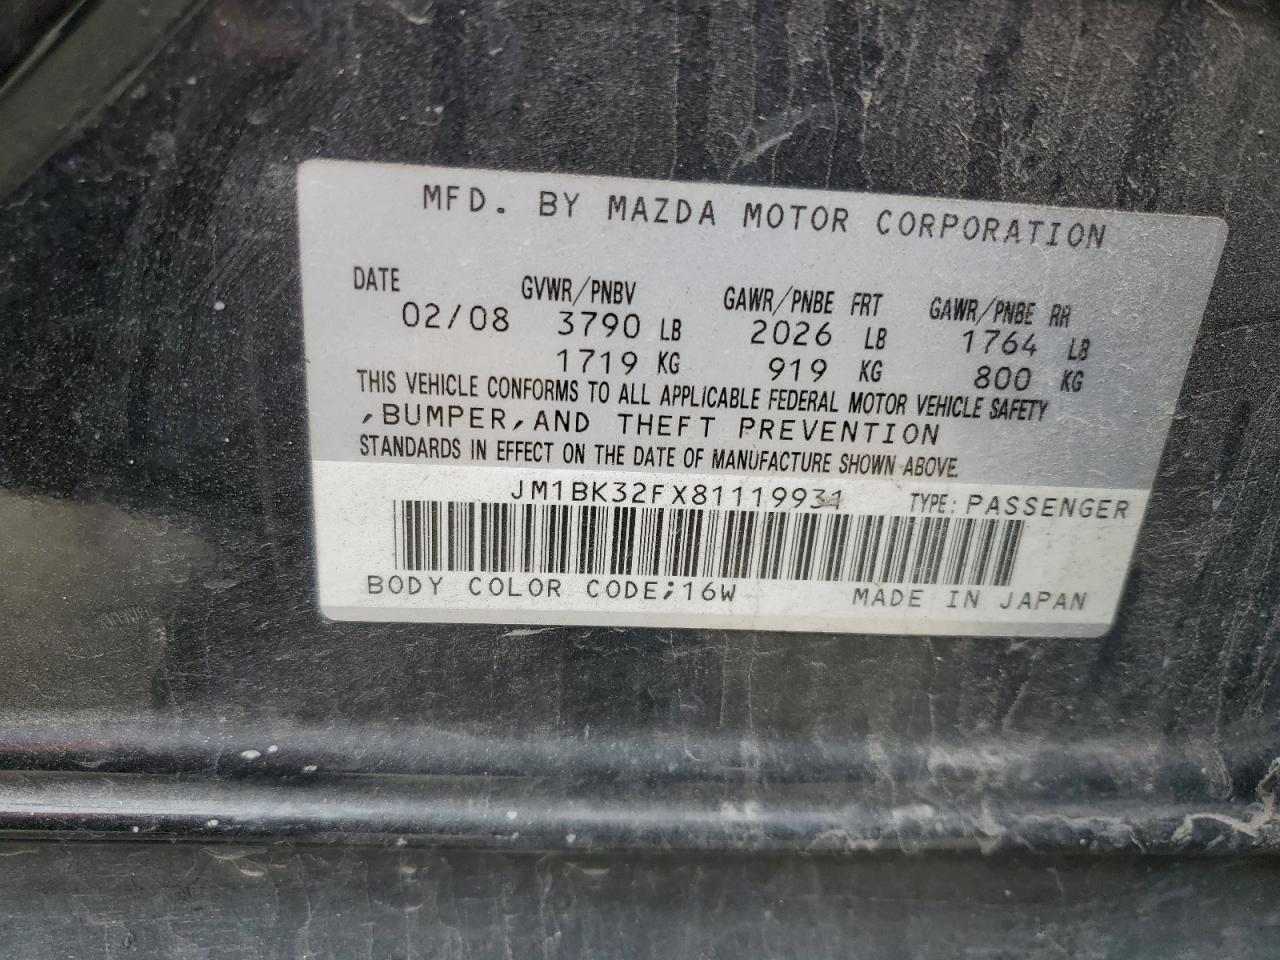 MFD. BY MAZDA MOTOR CORPORATION
DATE GVWR/PNBV GAWR/PNBE FRT GAWR/PNBE RR
02/08 3790 LB 2026 LB 1764 LB
1719 KG 919 KG 800 KG
THIS VEHICLE CONFORMS TO ALL APPLICABLE FEDERAL MOTOR VEHICLE SAFETY
,BUMPER,AND THEFT PREVENTION
STANDARDS IN EFFECT ON THE DATE OF MANUFACTURE SHOWN ABOVE.
JM1BK32FX81119931 TYPE: PASSENGER
BODY COLOR CODE;16W MADE IN JAPAN